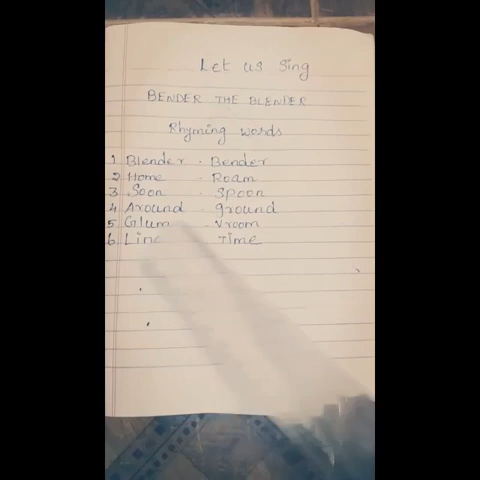 Let us Sing
BENDER THE BLENDER
Rhyming words
1 Blender - Bender
2 Home - Roam
3 Soon - Spoon
4 Around - ground
5 Glum - Vroom
6 Time